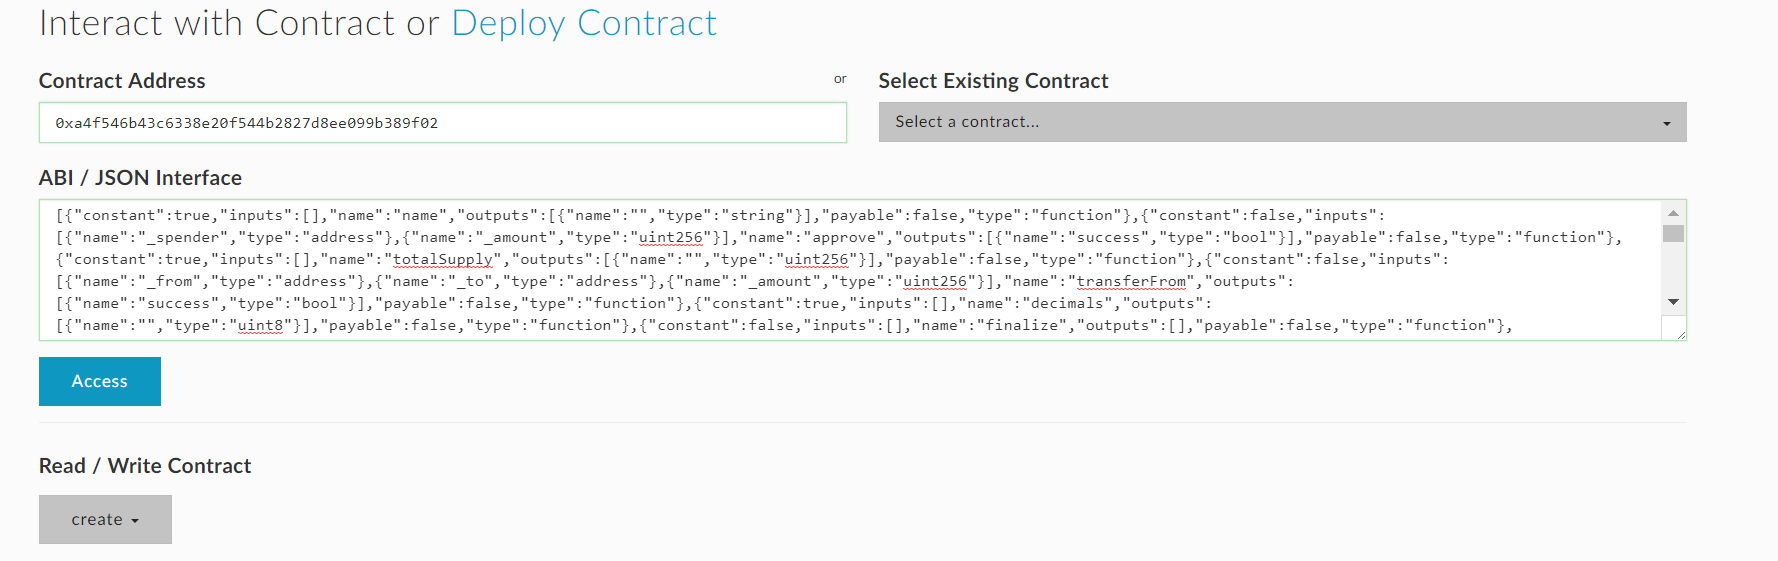 Interact with Contract or Deploy Contract
Contract Address
or
Select Existing Contract
0xa4f546b43c6338e20f544b2827d8ee099b389f02
Select a contract...
ABI / JSON Interface
[{"constant":true,"inputs":[],"name":"name","outputs":[{"name":"","type":"string"}],"payable":false,"type":"function"},{"constant":false,"inputs":
[{"name":"_spender","type":"address"},{"name":"_amount","type":"uint256"}],"name":"approve","outputs":[{"name":"success","type":"bool"}],"payable":false,"type":"function"},
{"constant":true,"inputs":[],"name":"totalSupply","outputs":[{"name":"","type":"uint256"}],"payable":false,"type":"function"},{"constant":false,"inputs":
[{"name":"_from","type":"address"},{"name":"_to","type":"address"},{"name":"_amount","type":"uint256"}],"name":"transferFrom","outputs":
[{"name":"success","type":"bool"}],"payable":false,"type":"function"},{"constant":true,"inputs":[],"name":"decimals","outputs":
[{"name":"","type":"uint8"}],"payable":false,"type":"function"},{"constant":false,"inputs":[],"name":"finalize","outputs":[],"payable":false,"type":"function"},
Access
Read / Write Contract
create